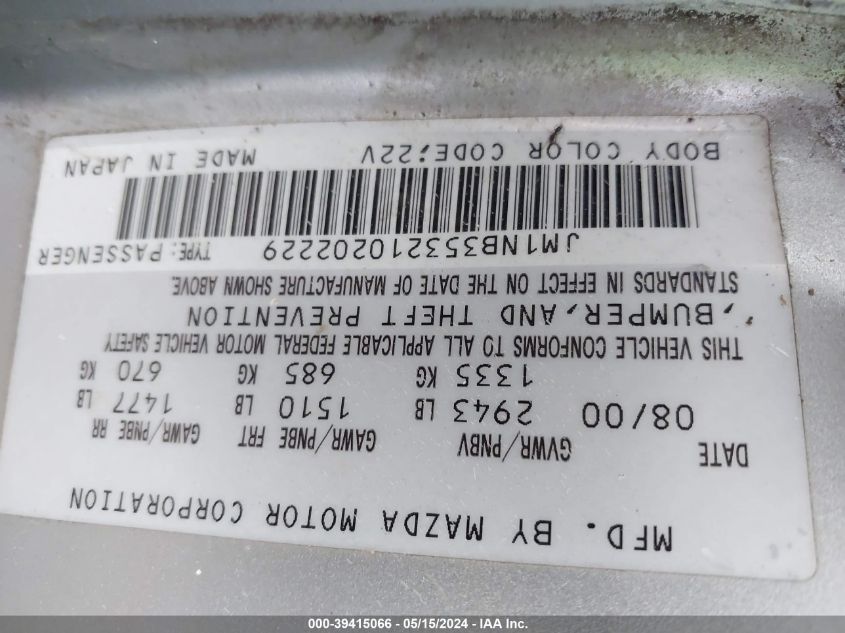 MFD. BY MAZDA MOTOR CORPORATION
DATE GVWR/PNBV GAWR/PNBE FRT GAWR/PNBE RR
08/00 2943 LB 1510 LB 1477 LB
1335 KG 685 KG 670 KG
THIS VEHICLE CONFORMS TO ALL APPLICABLE FEDERAL MOTOR VEHICLE SAFETY
, BUMPER, AND THEFT PREVENTION
STANDARDS IN EFFECT ON THE DATE OF MANUFACTURE SHOWN ABOVE.
JM1NB353210202229 TYPE: PASSENGER
BODY COLOR CODE:22V MADE IN JAPAN
000-39415066 - 05/15/2024 - IAA Inc.